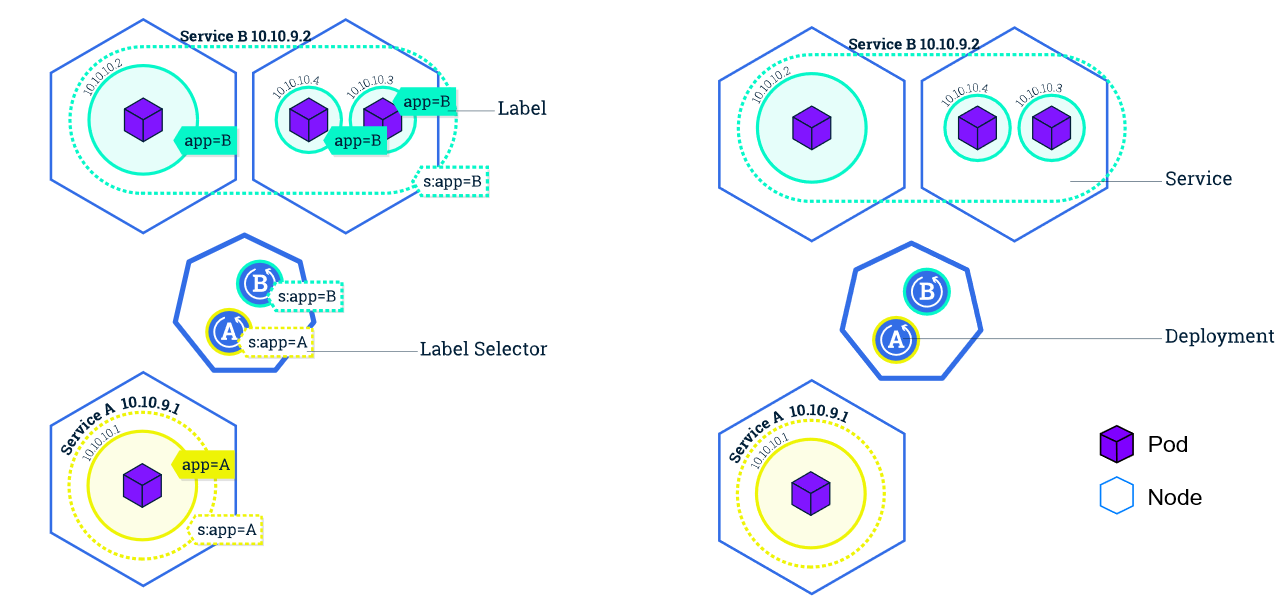 Service B 10.10.9.2
10.10.10.2
10.10.10.4
10.10.10.3
app=B
app=B
app=B
Label
s:app=B
B
s:app=B
A
s:app=A
Label Selector
Service A 10.10.9.1
10.10.10.1
app=A
s:app=A
Service B 10.10.9.2
10.10.10.2
10.10.10.4
10.10.10.3
Service
B
A
Deployment
Service A 10.10.9.1
10.10.10.1
Pod
Node